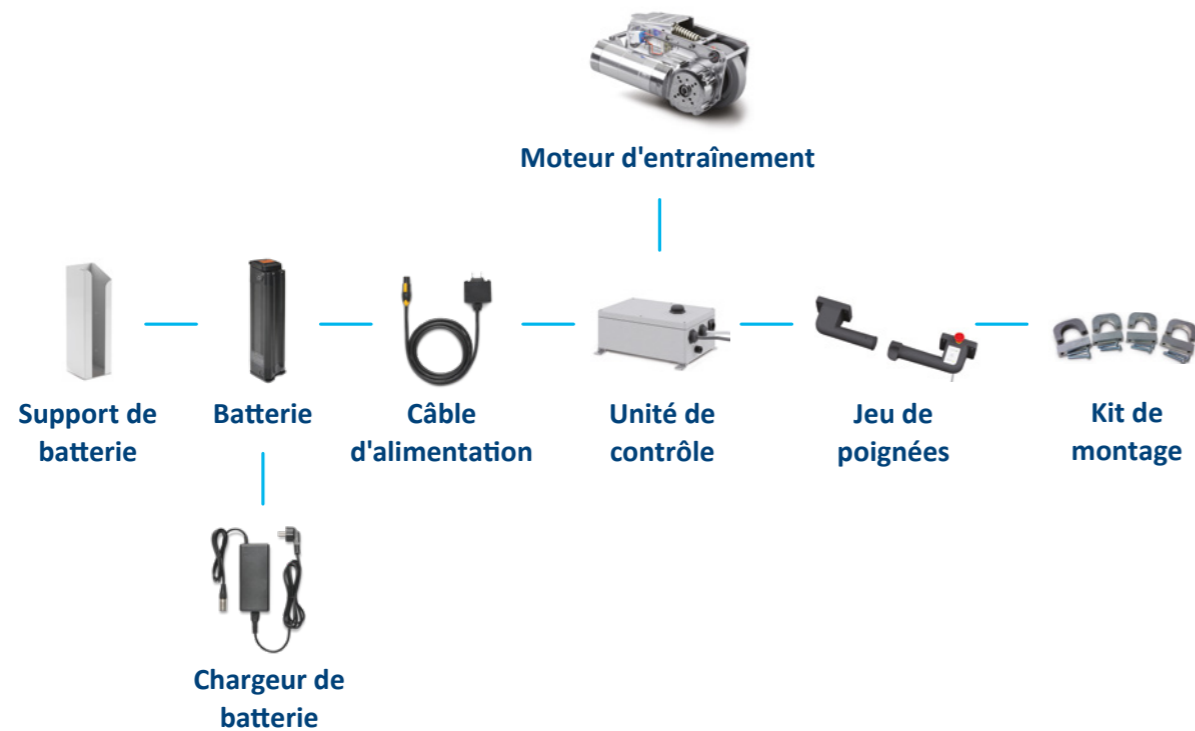 Moteur d'entraînement
Support de
batterie
Batterie
Câble
d'alimentation
Unité de
contrôle
Jeu de
poignées
Kit de
montage
Chargeur de
batterie